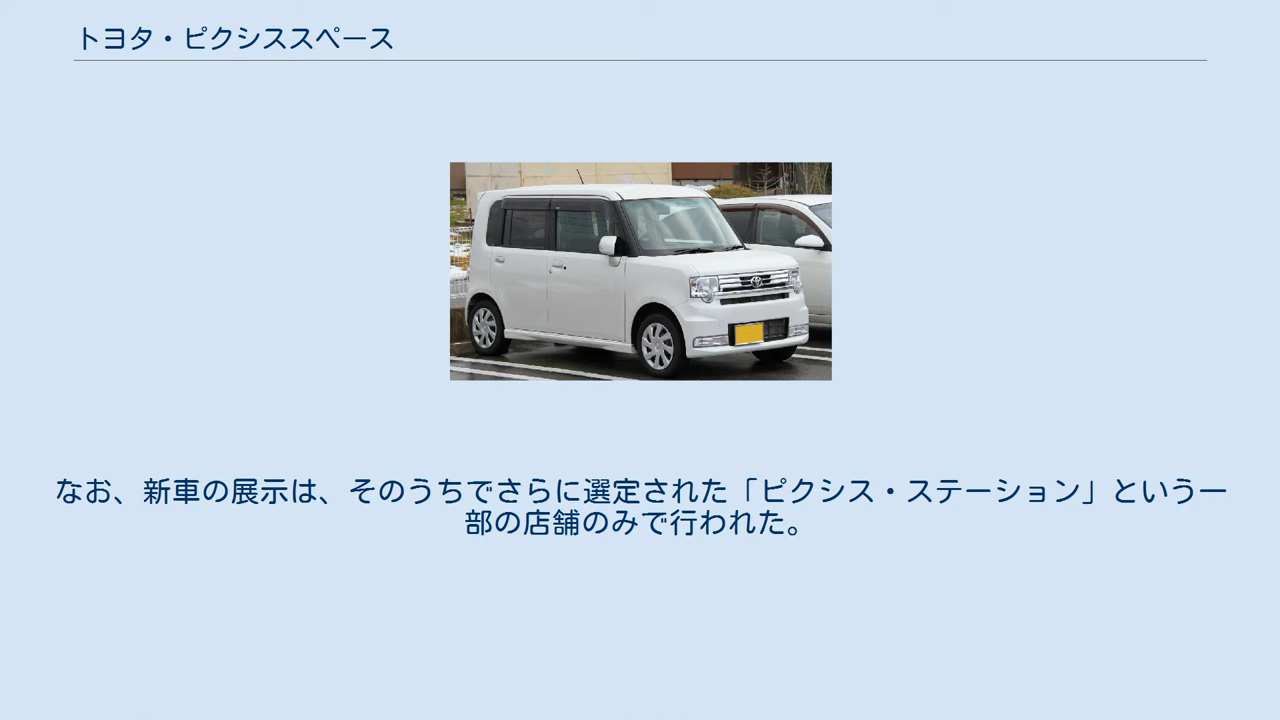 トヨタ・ピクシススペース
なお、新車の展示は、そのうちでさらに選定された「ピクシス・ステーション」という一
部の店舗のみで行われた。